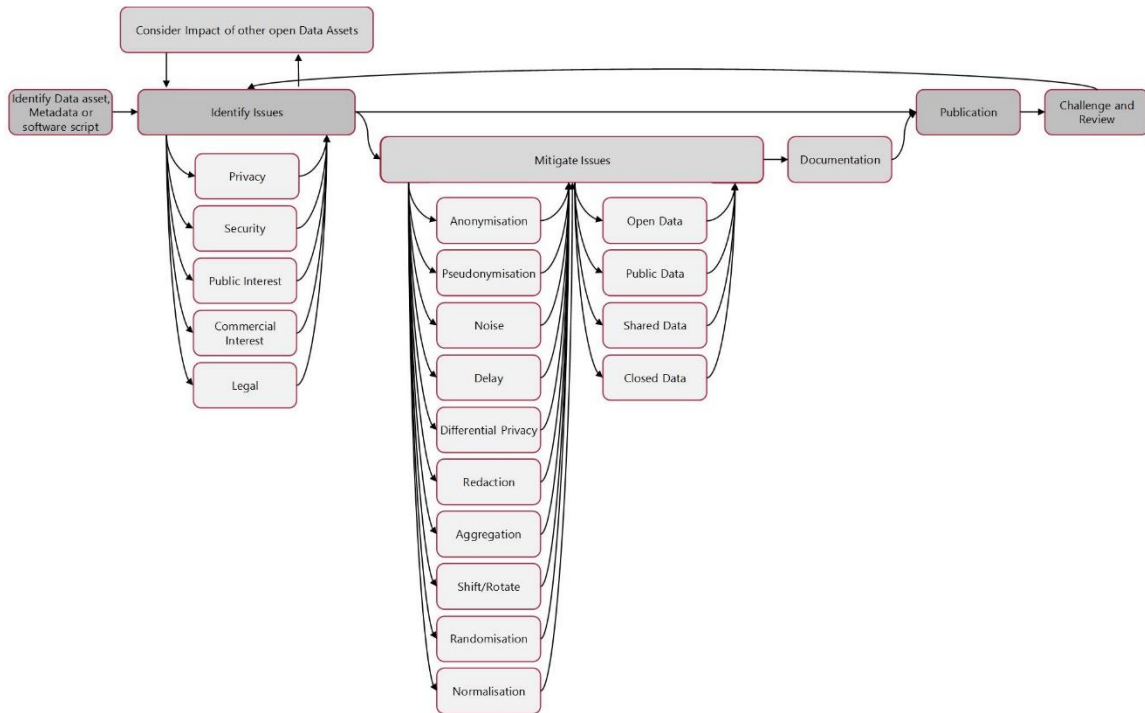 Consider Impact of other open Data Assets
Identify Data asset,
Metadata or
software script
Identify Issues
Publication
Challenge and
Review
Mitigate Issues
Documentation
Privacy
Security
Public Interest
Commercial
Interest
Legal
Anonymisation
Pseudonymisation
Noise
Delay
Differential Privacy
Redaction
Aggregation
Shift/Rotate
Randomisation
Normalisation
Open Data
Public Data
Shared Data
Closed Data